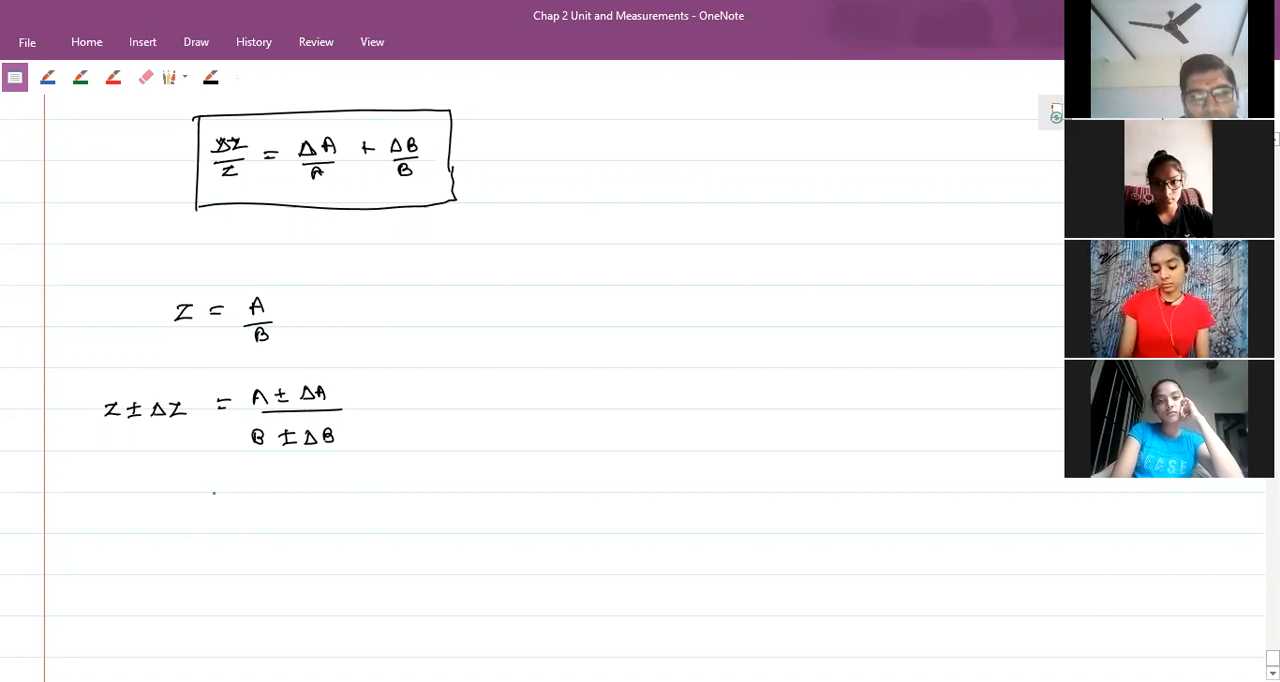 Chap 2 Unit and Measurements - OneNote
File Home Insert Draw History Review View
ΔZ/Z = ΔA/A + ΔB/B
Z = A/B
Z ± ΔZ = A ± ΔA / B ± ΔB